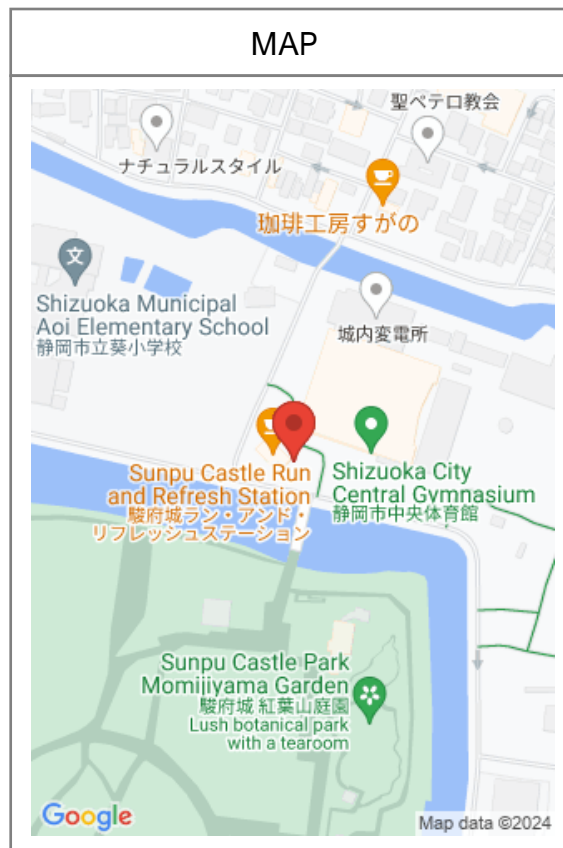 MAP
聖ペテロ教会
ナチュラルスタイル
珈琲工房すがの
文
Shizuoka Municipal
Aoi Elementary School
静岡市立葵小学校
城内変電所
Sunpu Castle Run
and Refresh Station
駿府城ラン・アンド・
リフレッシュステーション
Shizuoka City
Central Gymnasium
静岡市中央体育館
Sunpu Castle Park
Momijiyama Garden
駿府城 紅葉山庭園
Lush botanical park
with a tearoom
Google
Map data ©2024